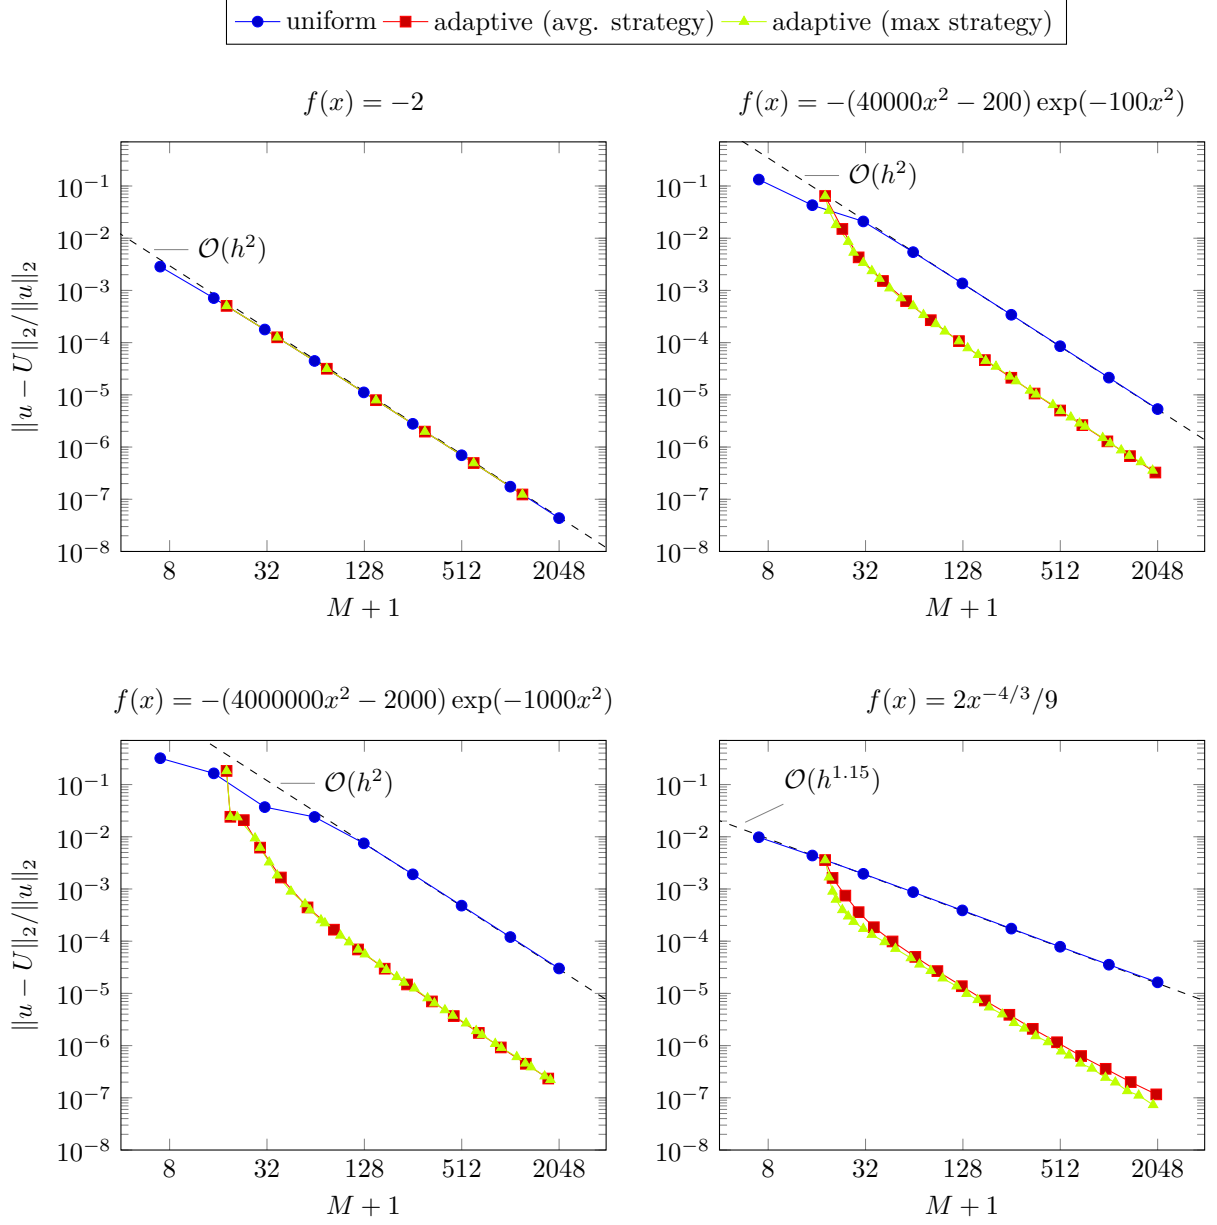 uniform adaptive (avg. strategy) adaptive (max strategy)
f(x) = −2
f(x) = −(40000x² − 200) exp(−100x²)
‖u − U‖₂/‖u‖₂
10⁻¹
10⁻²
10⁻³
10⁻⁴
10⁻⁵
10⁻⁶
10⁻⁷
10⁻⁸
𝒪(h²)
8 32 128 512 2048
M + 1
10⁻¹
10⁻²
10⁻³
10⁻⁴
10⁻⁵
10⁻⁶
10⁻⁷
10⁻⁸
𝒪(h²)
8 32 128 512 2048
M + 1
f(x) = −(4000000x² − 2000) exp(−1000x²)
f(x) = 2x⁻⁴ᐟ³/9
‖u − U‖₂/‖u‖₂
10⁻¹
10⁻²
10⁻³
10⁻⁴
10⁻⁵
10⁻⁶
10⁻⁷
10⁻⁸
𝒪(h²)
8 32 128 512 2048
M + 1
10⁻¹
10⁻²
10⁻³
10⁻⁴
10⁻⁵
10⁻⁶
10⁻⁷
10⁻⁸
𝒪(h^1.15)
8 32 128 512 2048
M + 1